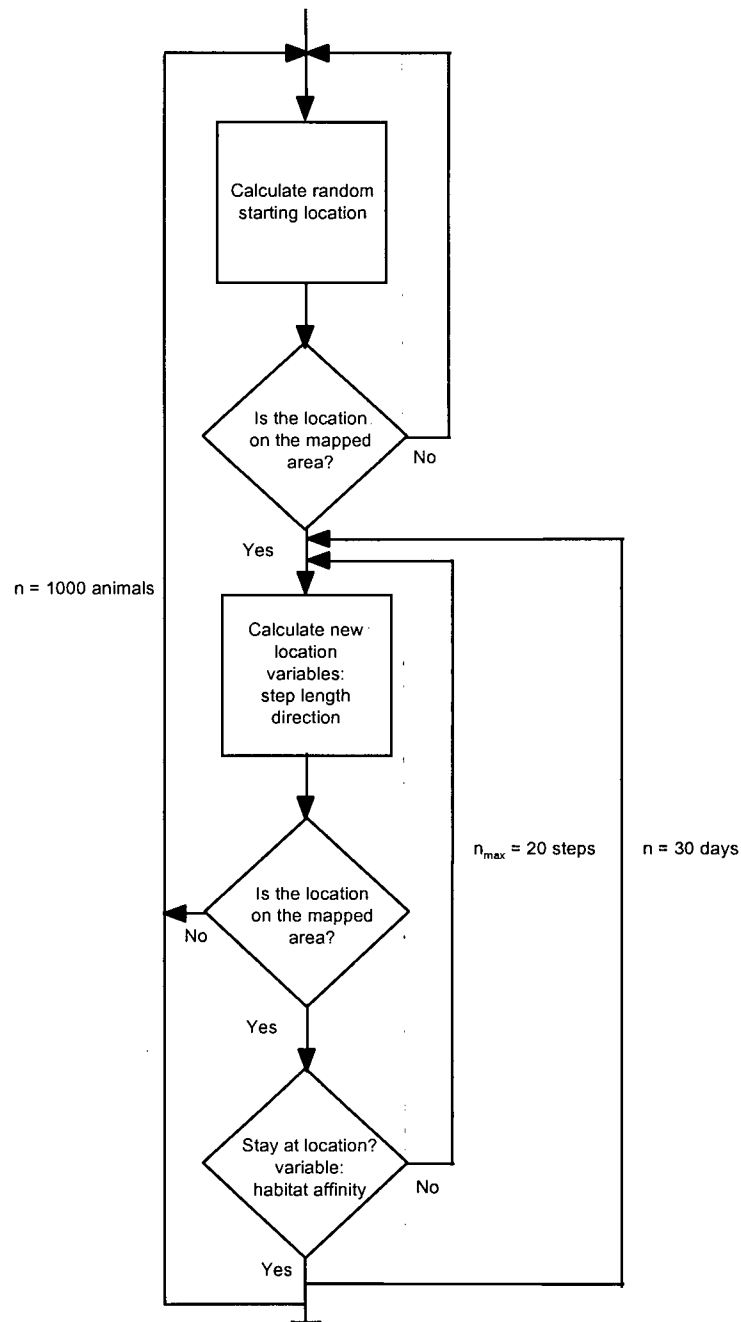 Calculate random
starting location
Is the location
on the mapped
area?
No
Yes
n = 1000 animals
Calculate new
location
variables:
step length
direction
n_max = 20 steps
n = 30 days
Is the location
on the mapped
area?
No
Yes
Stay at location?
variable:
habitat affinity
No
Yes